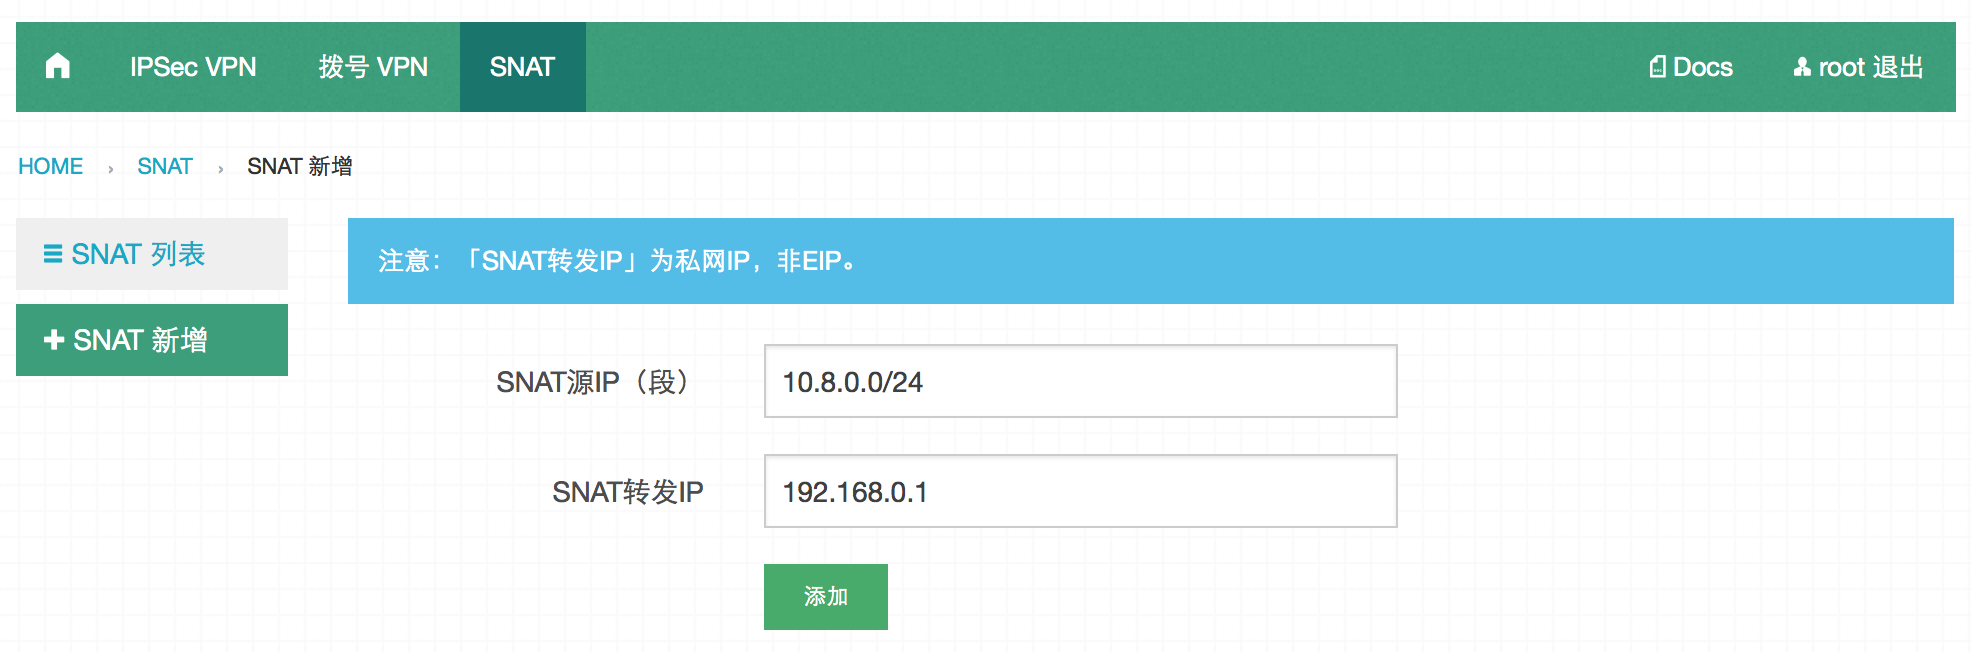 IPSec VPN 拨号 VPN SNAT Docs root 退出
HOME › SNAT › SNAT 新增
SNAT 列表
SNAT 新增
注意：「SNAT转发IP」为私网IP，非EIP。
SNAT源IP（段） 10.8.0.0/24
SNAT转发IP 192.168.0.1
添加